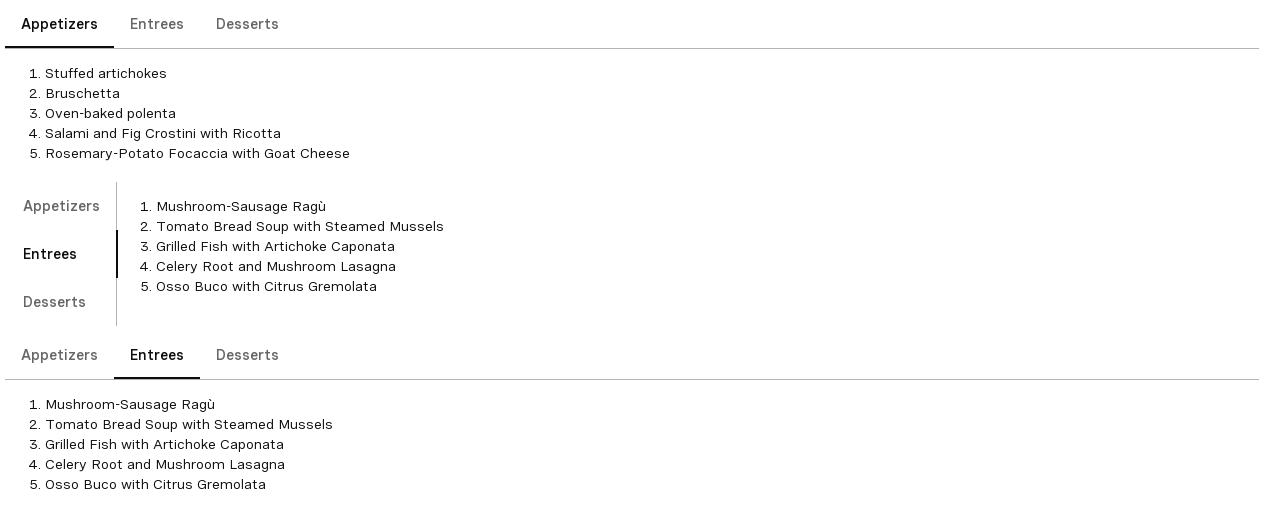 Appetizers Entrees Desserts
1. Stuffed artichokes
2. Bruschetta
3. Oven-baked polenta
4. Salami and Fig Crostini with Ricotta
5. Rosemary-Potato Focaccia with Goat Cheese
Appetizers
Entrees
Desserts
1. Mushroom-Sausage Ragù
2. Tomato Bread Soup with Steamed Mussels
3. Grilled Fish with Artichoke Caponata
4. Celery Root and Mushroom Lasagna
5. Osso Buco with Citrus Gremolata
Appetizers Entrees Desserts
1. Mushroom-Sausage Ragù
2. Tomato Bread Soup with Steamed Mussels
3. Grilled Fish with Artichoke Caponata
4. Celery Root and Mushroom Lasagna
5. Osso Buco with Citrus Gremolata